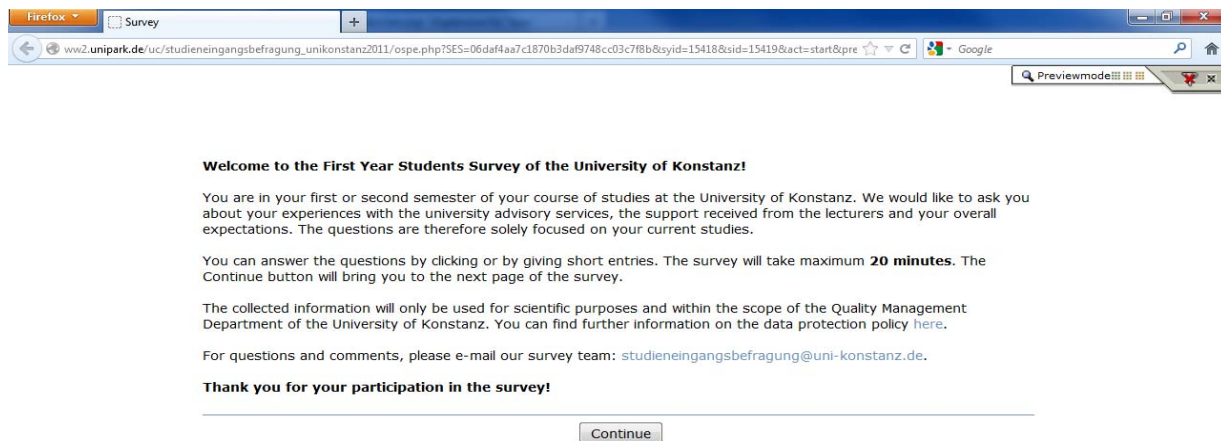 Firefox
Survey
ww2.unipark.de/uc/studieneingangsbefragung_unikonstanz2011/ospe.php?SES=06daf4aa7c1870b3daf9748cc03c7f8b&syid=15418&sid=15419&act=start&pre
Google
Previewmode
Welcome to the First Year Students Survey of the University of Konstanz!
You are in your first or second semester of your course of studies at the University of Konstanz. We would like to ask you
about your experiences with the university advisory services, the support received from the lecturers and your overall
expectations. The questions are therefore solely focused on your current studies.
You can answer the questions by clicking or by giving short entries. The survey will take maximum 20 minutes. The
Continue button will bring you to the next page of the survey.
The collected information will only be used for scientific purposes and within the scope of the Quality Management
Department of the University of Konstanz. You can find further information on the data protection policy here.
For questions and comments, please e-mail our survey team: studieneingangsbefragung@uni-konstanz.de.
Thank you for your participation in the survey!
Continue